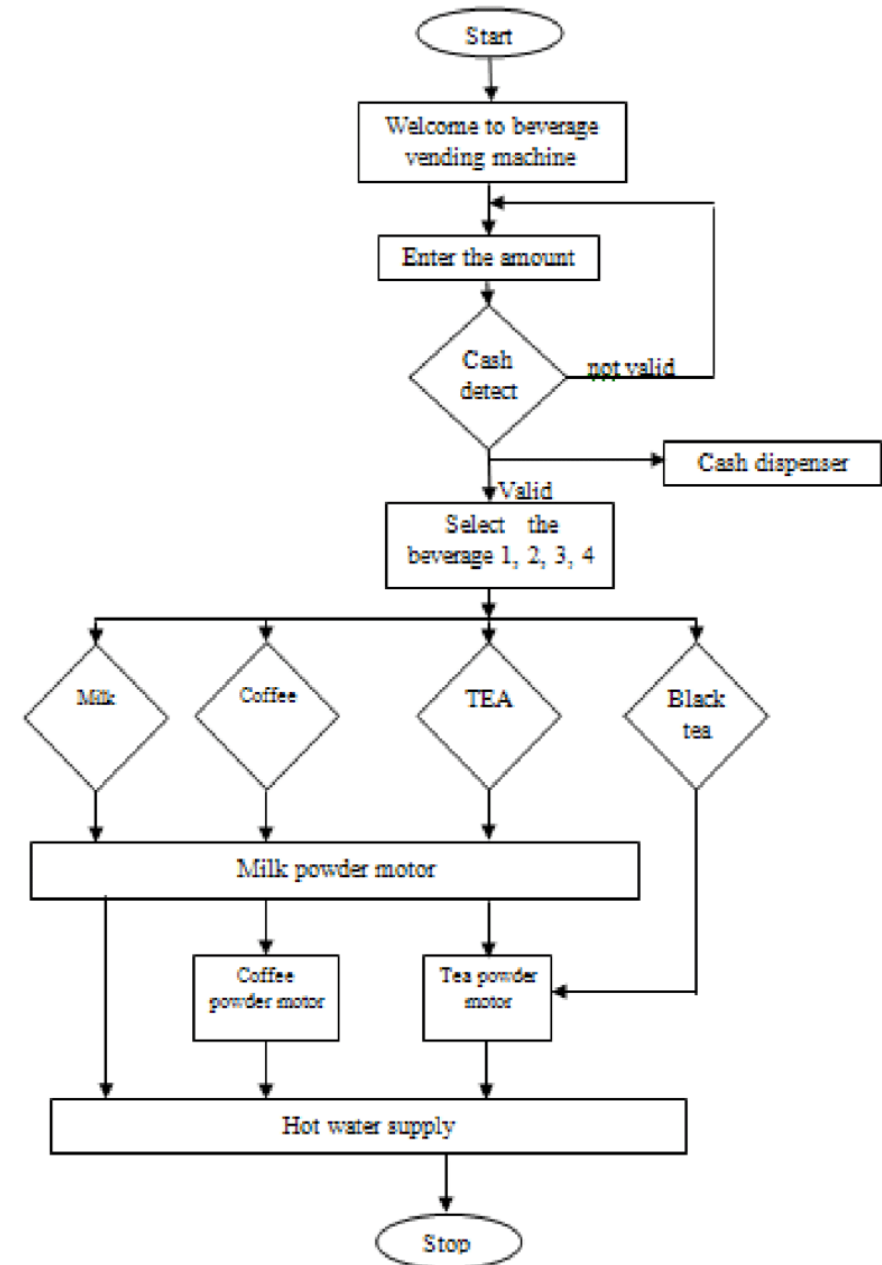 Start
Welcome to beverage
vending machine
Enter the amount
Cash
detect
not valid
Cash dispenser
Valid
Select the
beverage 1, 2, 3, 4
Milk
Coffee
TEA
Black
tea
Milk powder motor
Coffee
powder motor
Tea powder
motor
Hot water supply
Stop